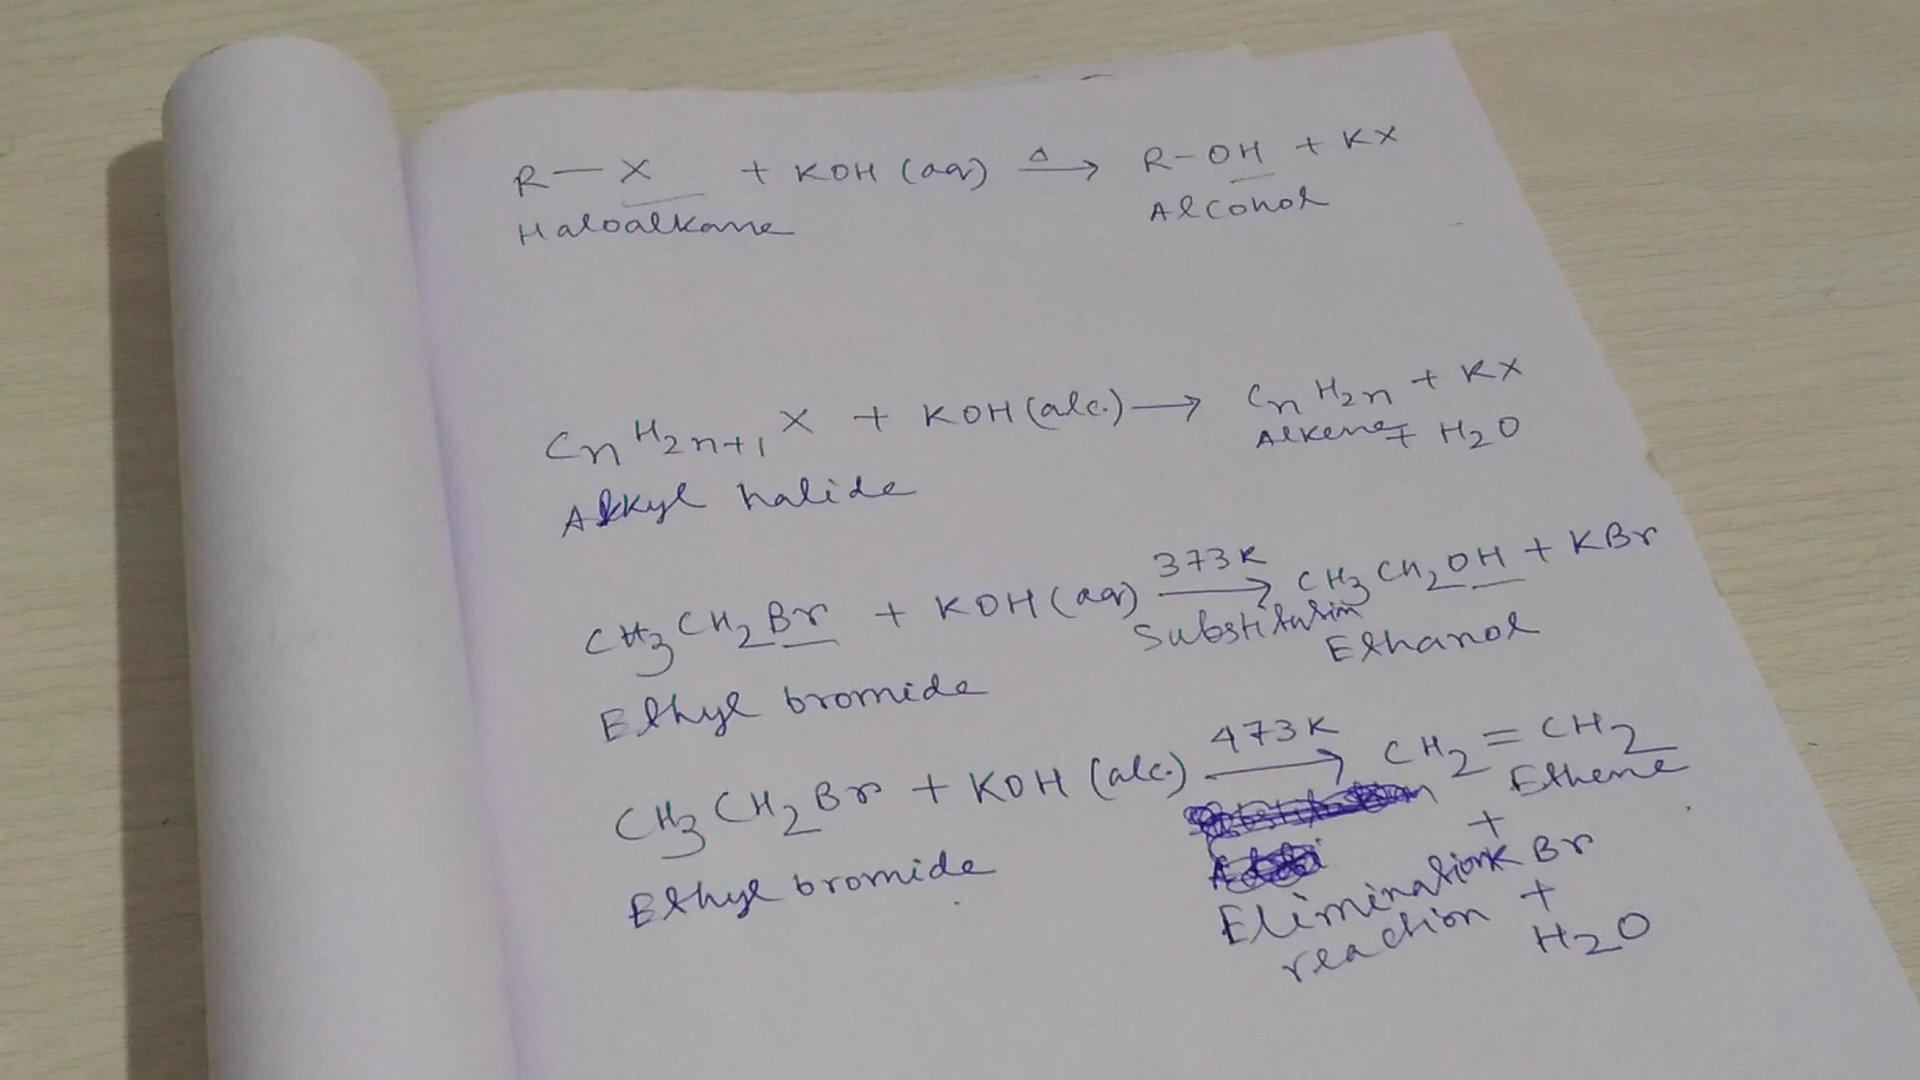 R—X + KOH (aq) Δ→ R-OH + KX
Haloalkane Alcohol
CnH2n+1X + KOH (alc.) → CnH2n + KX
Alkyl halide Alkene + H2O
CH3CH2Br + KOH (aq) 373K→ CH3CH2OH + KBr
Substitution
Ethyl bromide Ethanol
CH3CH2Br + KOH (alc.) 473K→ CH2=CH2
Ethene
+
Ethyl bromide Elimination KBr
reaction +
H2O